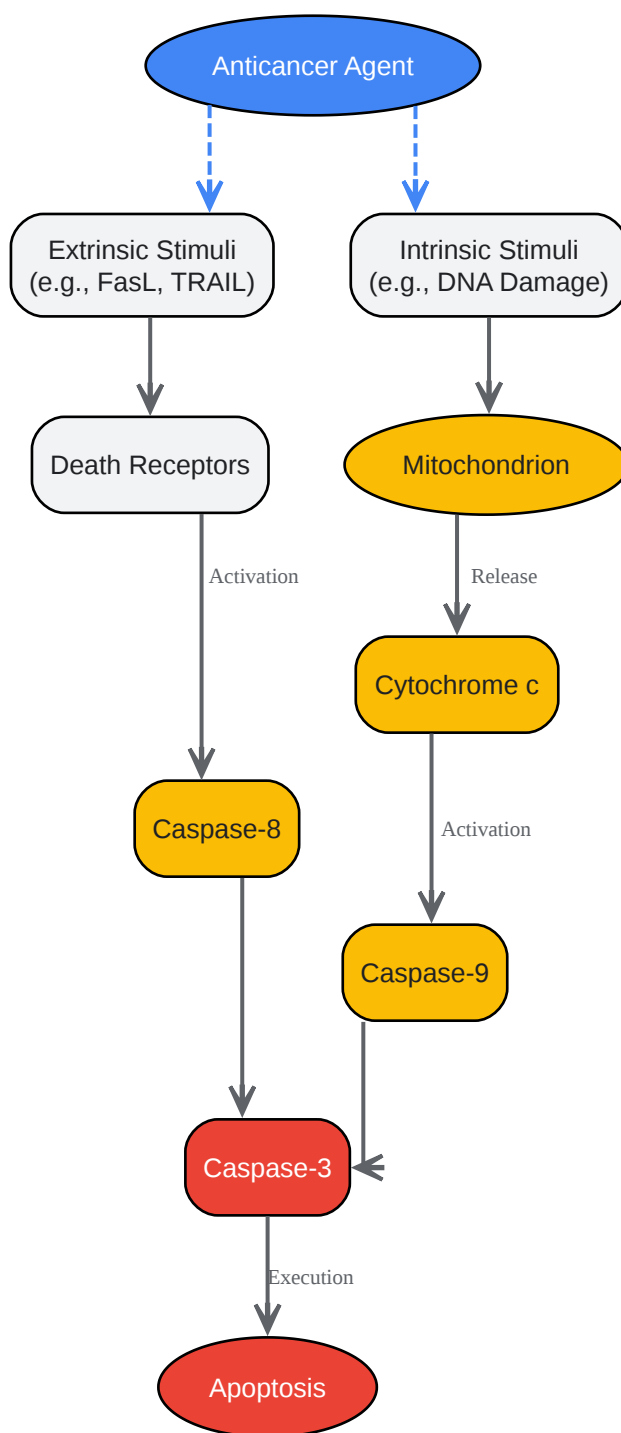 Anticancer Agent
Extrinsic Stimuli
(e.g., FasL, TRAIL)
Intrinsic Stimuli
(e.g., DNA Damage)
Death Receptors
Mitochondrion
Activation
Release
Cytochrome c
Caspase-8
Activation
Caspase-9
Caspase-3
Execution
Apoptosis